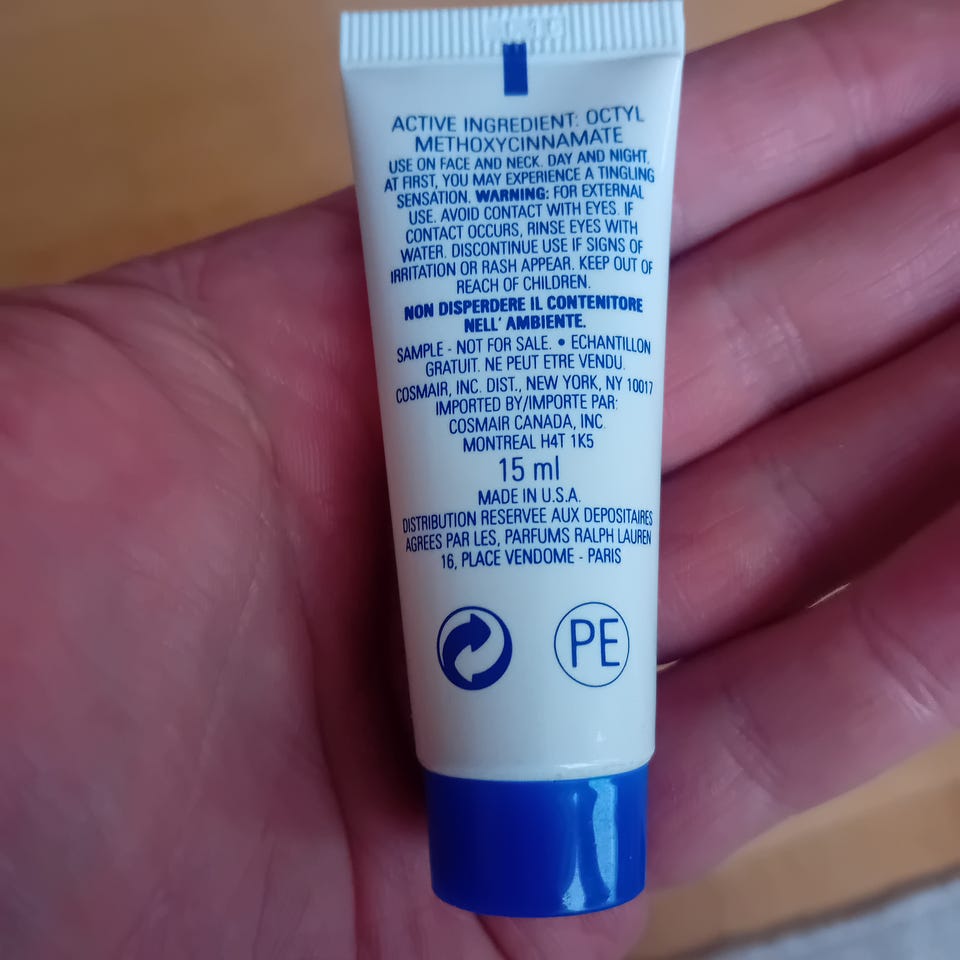 ACTIVE INGREDIENT: OCTYL
METHOXYCINNAMATE
USE ON FACE AND NECK. DAY AND NIGHT,
AT FIRST, YOU MAY EXPERIENCE A TINGLING
SENSATION. WARNING: FOR EXTERNAL
USE. AVOID CONTACT WITH EYES. IF
CONTACT OCCURS, RINSE EYES WITH
WATER. DISCONTINUE USE IF SIGNS OF
IRRITATION OR RASH APPEAR. KEEP OUT OF
REACH OF CHILDREN.
NON DISPERDERE IL CONTENITORE
NELL' AMBIENTE.
SAMPLE - NOT FOR SALE. • ECHANTILLON
GRATUIT. NE PEUT ETRE VENDU.
COSMAIR, INC. DIST., NEW YORK, NY 10017
IMPORTED BY/IMPORTE PAR:
COSMAIR CANADA, INC
MONTREAL H4T 1K5
15 ml
MADE IN U.S.A.
DISTRIBUTION RESERVEE AUX DEPOSITAIRES
AGREES PAR LES, PARFUMS RALPH LAUREN
16, PLACE VENDOME - PARIS
PE